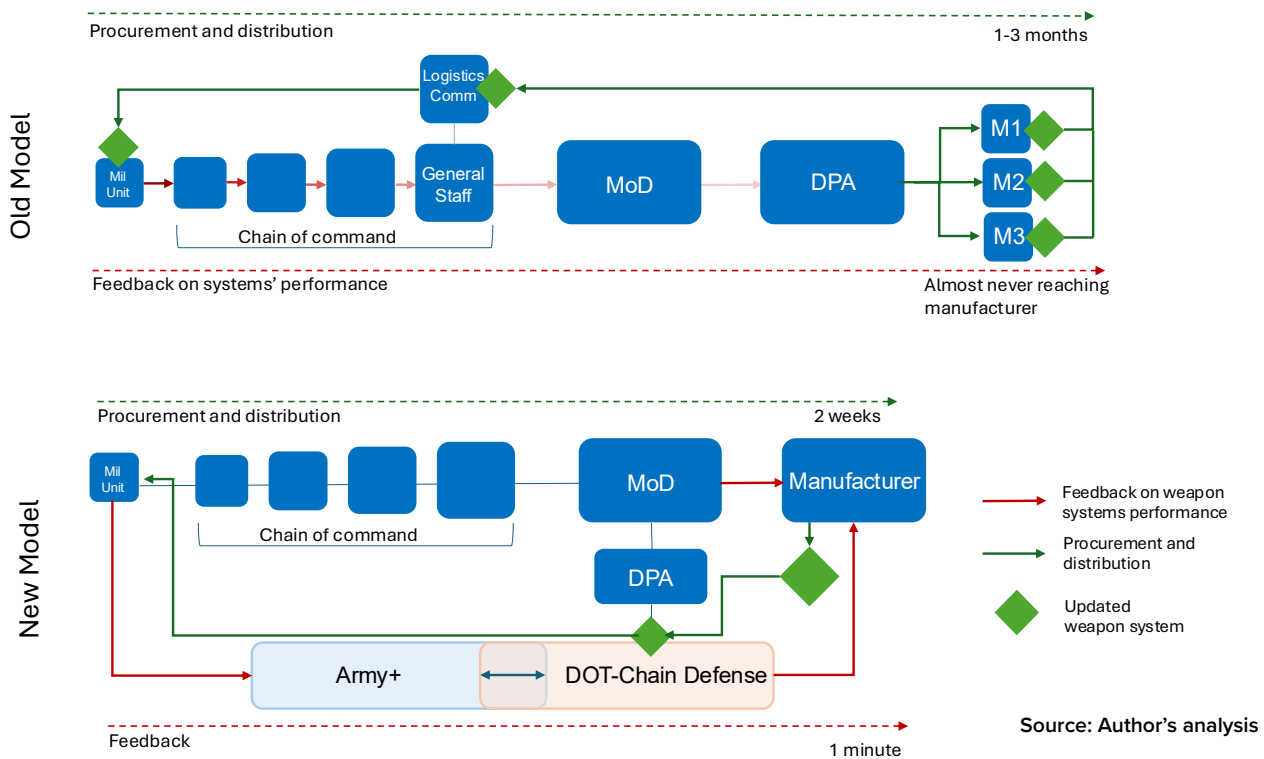 Procurement and distribution
1-3 months
Old Model
Logistics
Comm
Mil
Unit
General
Staff
MoD
DPA
M1
M2
M3
Chain of command
Feedback on systems’ performance
Almost never reaching
manufacturer
Procurement and distribution
2 weeks
New Model
Mil
Unit
MoD
Manufacturer
Chain of command
DPA
Army+
DOT-Chain Defense
Feedback
1 minute
Feedback on weapon
systems performance
Procurement and
distribution
Updated
weapon system
Source: Author’s analysis